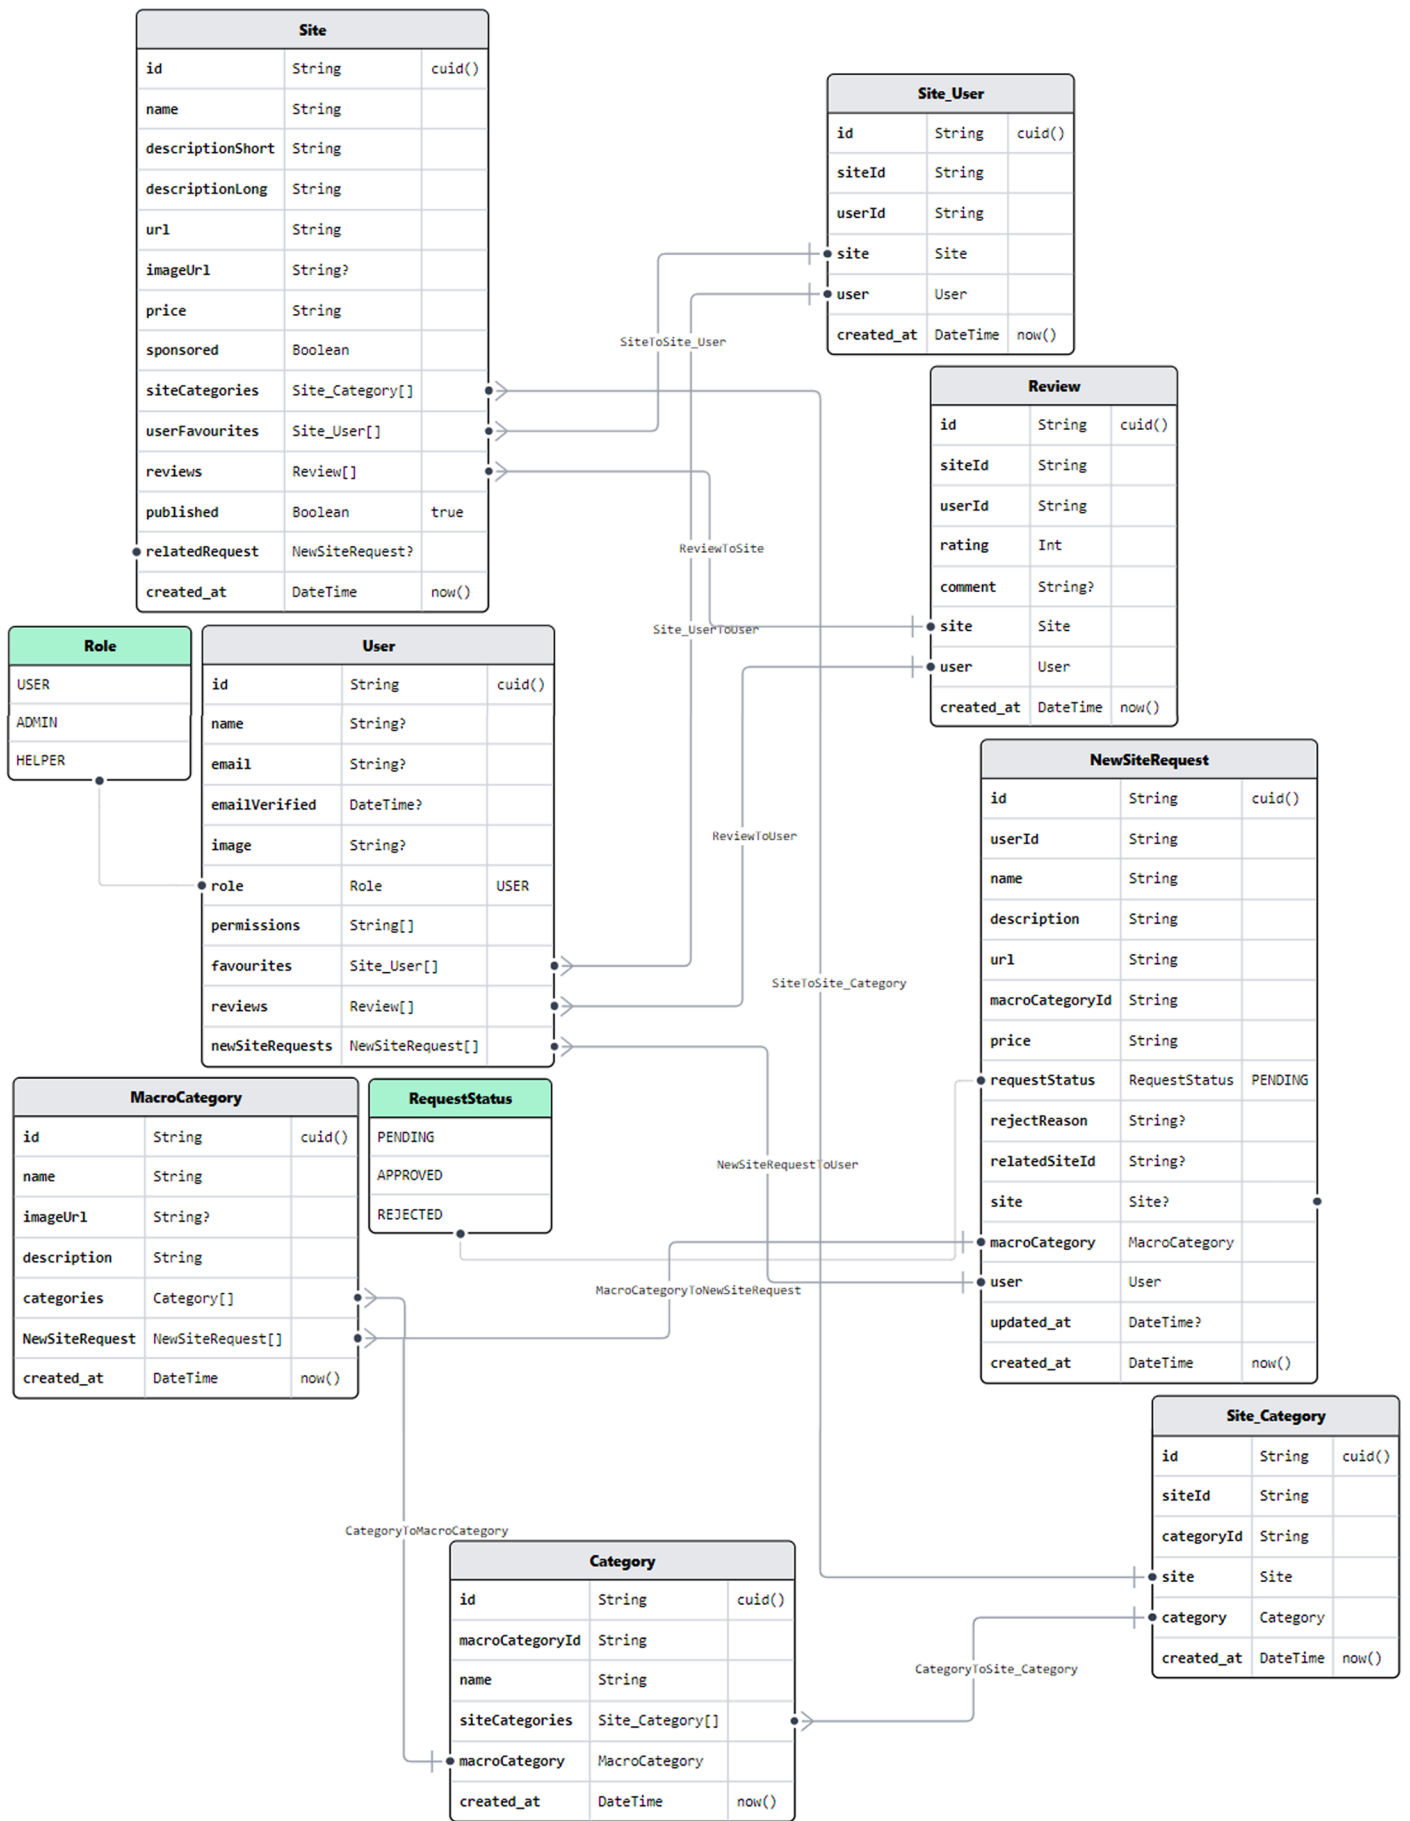 Site
id String cuid()
name String
descriptionShort String
descriptionLong String
url String
imageUrl String?
price String
sponsored Boolean
siteCategories Site_Category[]
userFavourites Site_User[]
reviews Review[]
published Boolean true
relatedRequest NewSiteRequest?
created_at DateTime now()
Site_User
id String cuid()
siteId String
userId String
site Site
user User
created_at DateTime now()
SiteToSite_User
Review
id String cuid()
siteId String
userId String
rating Int
comment String?
site Site
user User
created_at DateTime now()
ReviewToSite
Site_UserToUser
Role
USER
ADMIN
HELPER
User
id String cuid()
name String?
email String?
emailVerified DateTime?
image String?
role Role USER
permissions String[]
favourites Site_User[]
reviews Review[]
newSiteRequests NewSiteRequest[]
ReviewToUser
SiteToSite_Category
NewSiteRequest
id String cuid()
userId String
name String
description String
url String
macroCategoryId String
price String
requestStatus RequestStatus PENDING
rejectReason String?
relatedSiteId String?
site Site?
macroCategory MacroCategory
user User
updated_at DateTime?
created_at DateTime now()
MacroCategory
id String cuid()
name String
imageUrl String?
description String
categories Category[]
NewSiteRequest NewSiteRequest[]
created_at DateTime now()
RequestStatus
PENDING
APPROVED
REJECTED
NewSiteRequestToUser
MacroCategoryToNewSiteRequest
Site_Category
id String cuid()
siteId String
categoryId String
site Site
category Category
created_at DateTime now()
CategoryToMacroCategory
Category
id String cuid()
macroCategoryId String
name String
siteCategories Site_Category[]
macroCategory MacroCategory
created_at DateTime now()
CategoryToSite_Category